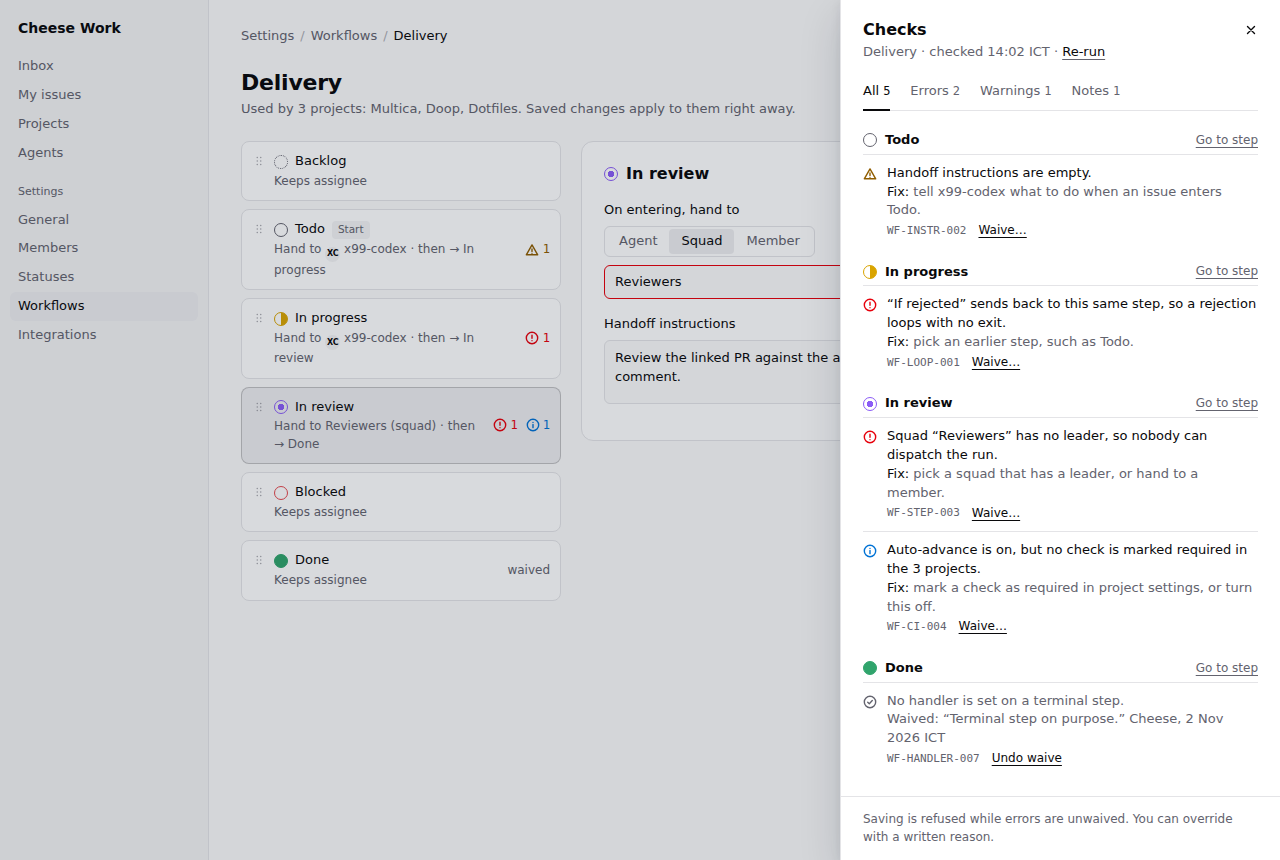 Cheese Work
Inbox
My issues
Projects
Agents
Settings
General
Members
Statuses
Workflows
Integrations
Settings / Workflows / Delivery
Delivery
Used by 3 projects: Multica, Doop, Dotfiles. Saved changes apply to them right away.
Backlog
Keeps assignee
Todo Start
Hand to XC x99-codex · then → In
progress
1
In progress
Hand to XC x99-codex · then → In
review
1
In review
Hand to Reviewers (squad) · then
→ Done
1 1
Blocked
Keeps assignee
Done
Keeps assignee
waived
In review
On entering, hand to
Agent Squad Member
Reviewers
Handoff instructions
Review the linked PR against the a
comment.
Checks
Delivery · checked 14:02 ICT · Re-run
All 5 Errors 2 Warnings 1 Notes 1
Todo Go to step
Handoff instructions are empty.
Fix: tell x99-codex what to do when an issue enters
Todo.
WF-INSTR-002 Waive…
In progress Go to step
“If rejected” sends back to this same step, so a rejection
loops with no exit.
Fix: pick an earlier step, such as Todo.
WF-LOOP-001 Waive…
In review Go to step
Squad “Reviewers” has no leader, so nobody can
dispatch the run.
Fix: pick a squad that has a leader, or hand to a
member.
WF-STEP-003 Waive…
Auto-advance is on, but no check is marked required in
the 3 projects.
Fix: mark a check as required in project settings, or turn
this off.
WF-CI-004 Waive…
Done Go to step
No handler is set on a terminal step.
Waived: “Terminal step on purpose.” Cheese, 2 Nov
2026 ICT
WF-HANDLER-007 Undo waive
Saving is refused while errors are unwaived. You can override
with a written reason.